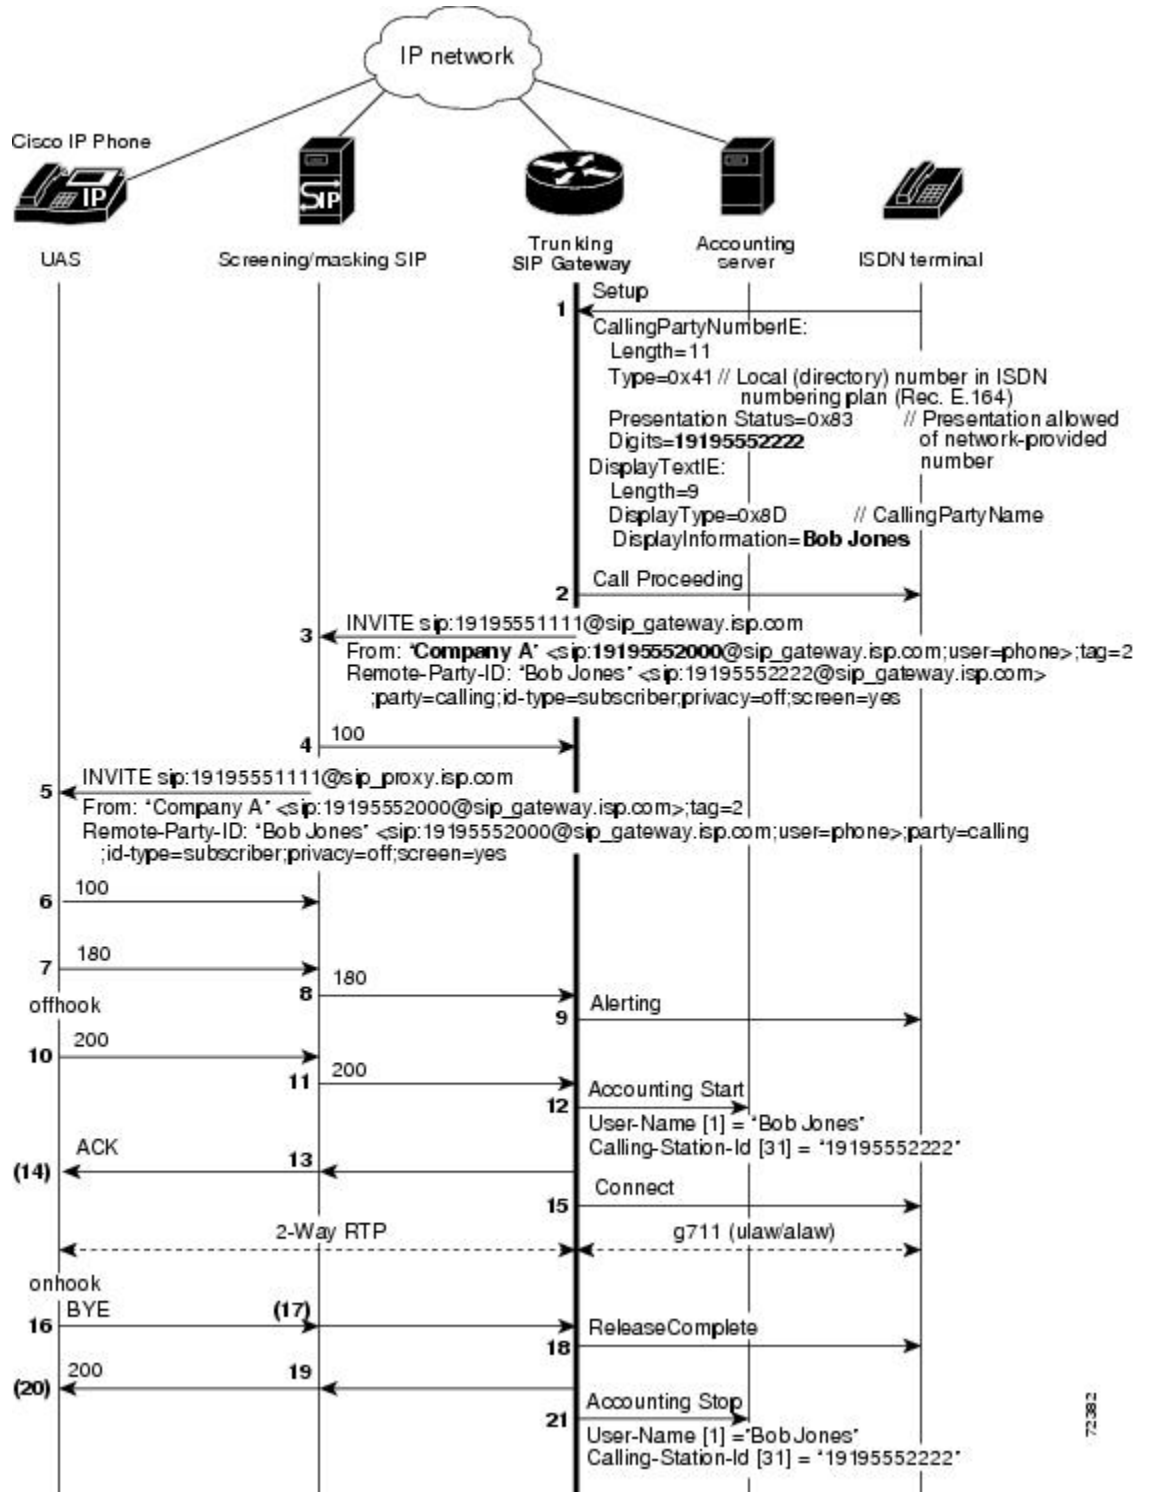 IP network
Cisco IP Phone
IP
SIP
UAS
Screening/masking SIP
Trunking
SIP Gateway
Accounting
server
ISDN terminal
Setup
1
CallingPartyNumberIE:
Length=11
Type=0x41 // Local (directory) number in ISDN
numbering plan (Rec. E.164)
Presentation Status=0x83 // Presentation allowed
of network-provided
number
Digits=19195552222
DisplayTextIE:
Length=9
DisplayType=0x8D // CallingPartyName
DisplayInformation=Bob Jones
2 Call Proceeding
3 INVITE sip:19195551111@sip_gateway.isp.com
From: "Company A" <sip:19195552000@sip_gateway.isp.com;user=phone>;tag=2
Remote-Party-ID: "Bob Jones" <sip:19195552222@sip_gateway.isp.com>
;party=calling;id-type=subscriber;privacy=off;screen=yes
4 100
5 INVITE sip:19195551111@sip_proxy.isp.com
From: "Company A" <sip:19195552000@sip_gateway.isp.com>;tag=2
Remote-Party-ID: "Bob Jones" <sip:19195552000@sip_gateway.isp.com;user=phone>;party=calling
;id-type=subscriber;privacy=off;screen=yes
6 100
7 180
8 180
offhook
9 Alerting
10 200
11 200
12 Accounting Start
User-Name [1] = "Bob Jones"
Calling-Station-Id [31] = "19195552222"
(14) ACK 13
15 Connect
2-Way RTP
g711 (ulaw/alaw)
onhook
16 BYE (17)
18 ReleaseComplete
(20) 200 19
21 Accounting Stop
User-Name [1] ="Bob Jones"
Calling-Station-Id [31] = "19195552222"
72382